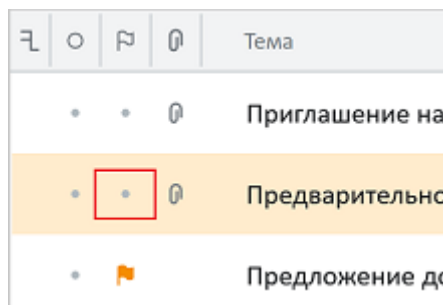 Тема
Приглашение на
Предварительно
Предложение до